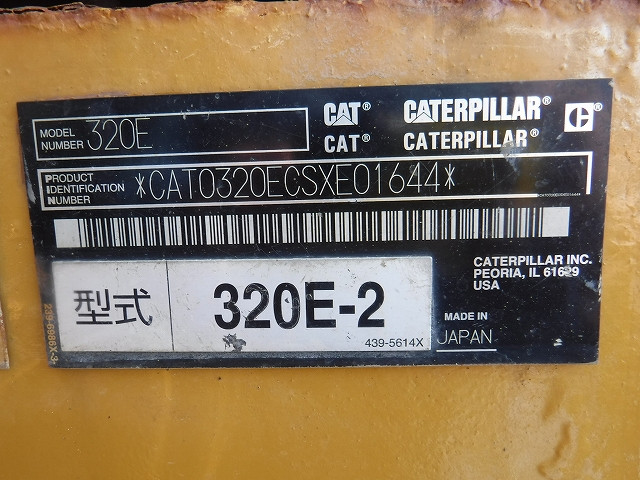 MODEL NUMBER 320E
CAT® CATERPILLAR®
CAT® CATERPILLAR®
PRODUCT IDENTIFICATION NUMBER *CAT0320ECSXE01644*
*CAT0320ECSXE01644*
CATERPILLAR INC.
PEORIA, IL 61629
USA
型式 320E-2
439-5614X
MADE IN JAPAN